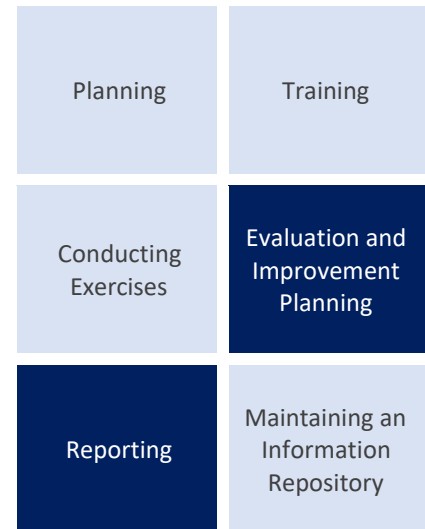 Planning
Training
Conducting
Exercises
Evaluation and
Improvement
Planning
Reporting
Maintaining an
Information
Repository